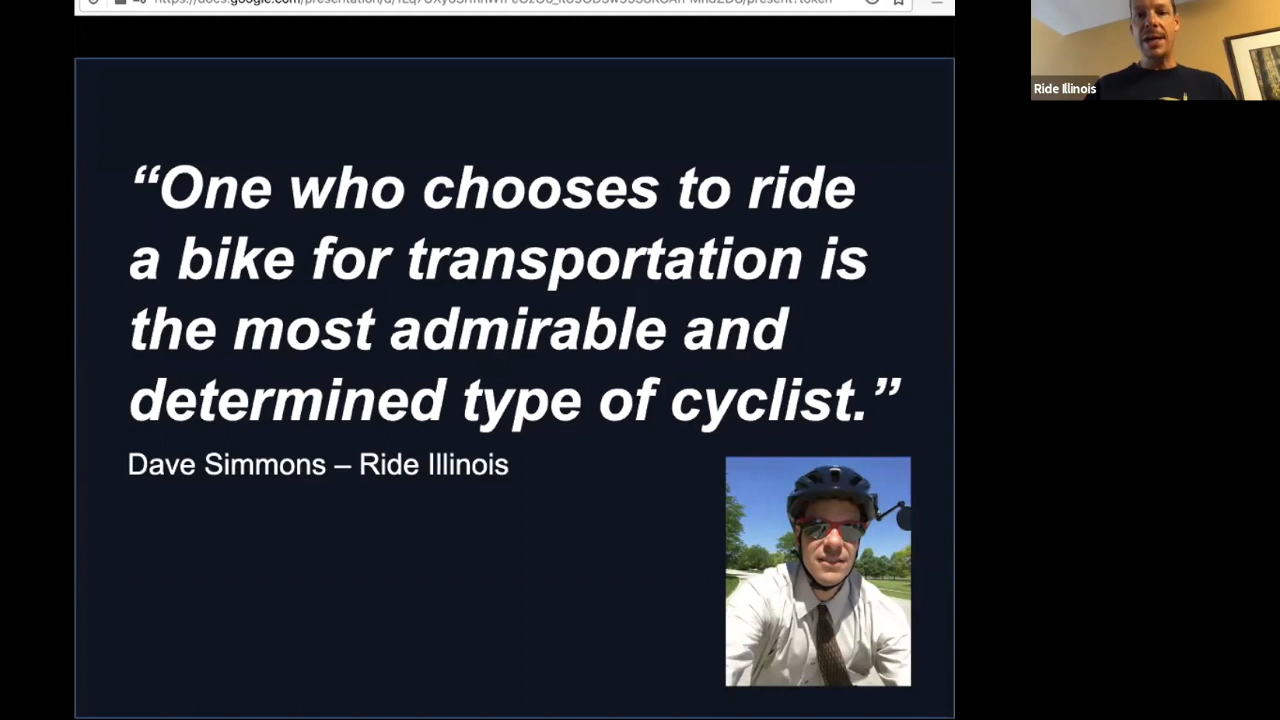 Ride Illinois
“One who chooses to ride
a bike for transportation is
the most admirable and
determined type of cyclist.”
Dave Simmons – Ride Illinois